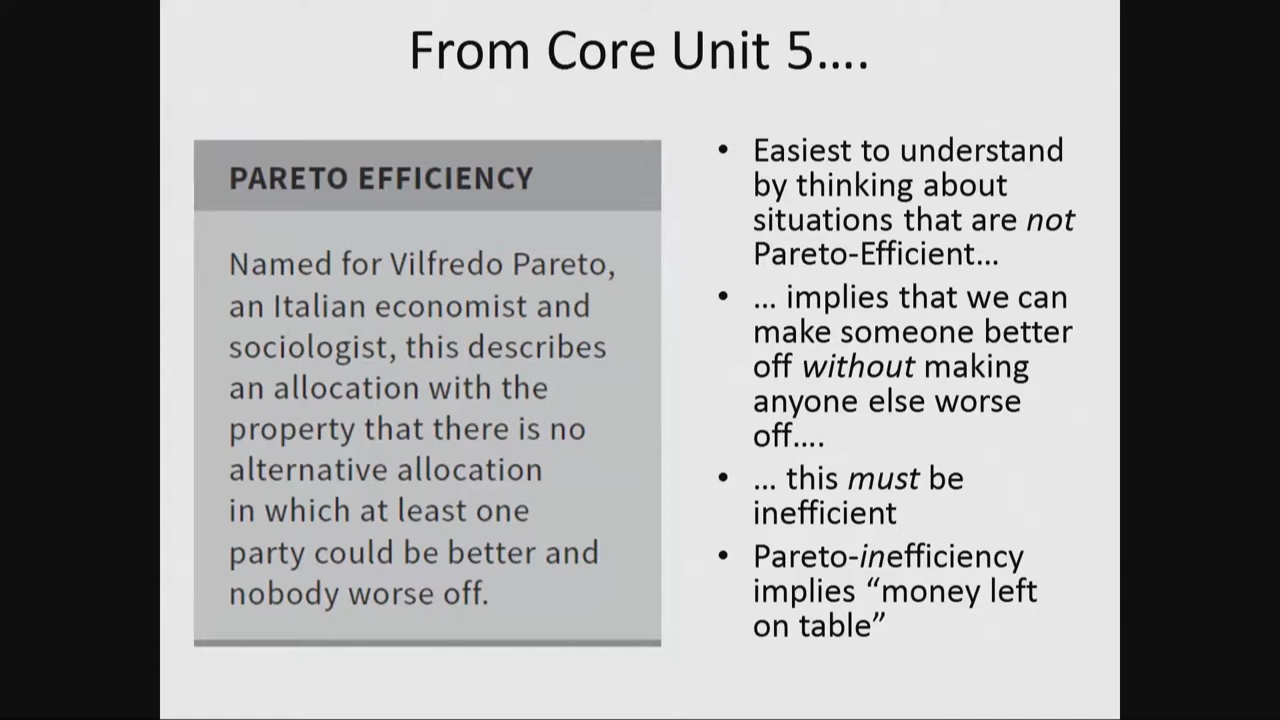 From Core Unit 5....
PARETO EFFICIENCY
Named for Vilfredo Pareto,
an Italian economist and
sociologist, this describes
an allocation with the
property that there is no
alternative allocation
in which at least one
party could be better and
nobody worse off.
• Easiest to understand
by thinking about
situations that are not
Pareto-Efficient...
• ... implies that we can
make someone better
off without making
anyone else worse
off....
• ... this must be
inefficient
• Pareto-inefficiency
implies “money left
on table”